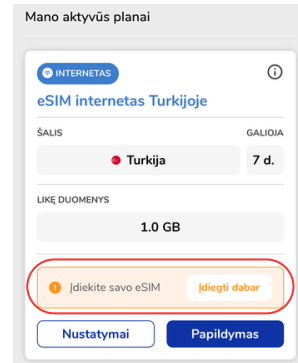 Mano aktyvūs planai
INTERNETAS
eSIM internetas Turkijoje
ŠALIS GALIOJA
Turkija 7 d.
LIKĘ DUOMENYS
1.0 GB
Įdiekite savo eSIM Įdiegti dabar
Nustatymai Papildymas